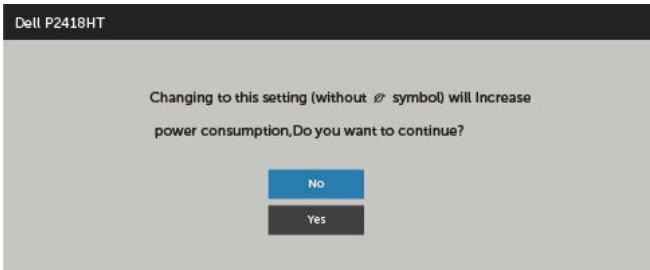 Dell P2418HT
Changing to this setting (without symbol) will Increase
power consumption,Do you want to continue?
No
Yes